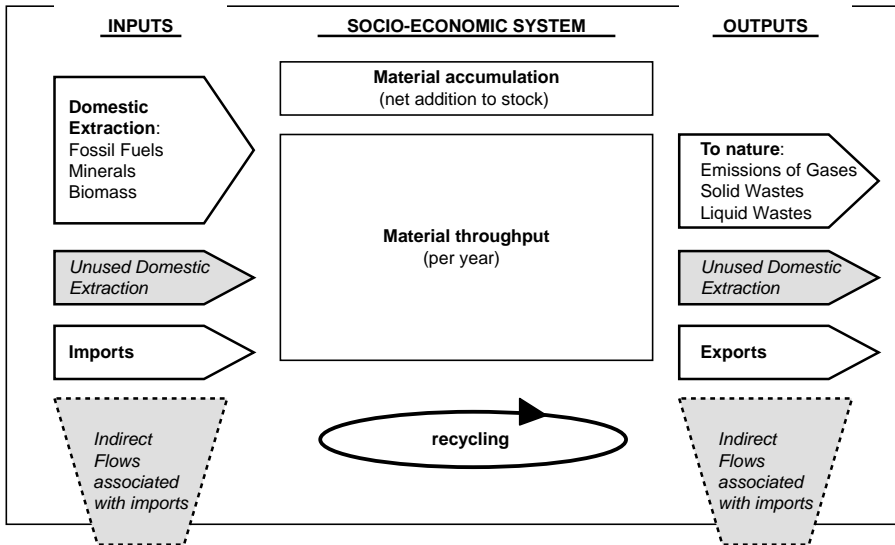 INPUTS
SOCIO-ECONOMIC SYSTEM
OUTPUTS
Domestic
Extraction:
Fossil Fuels
Minerals
Biomass
Unused Domestic
Extraction
Imports
Indirect
Flows
associated
with imports
Material accumulation
(net addition to stock)
Material throughput
(per year)
recycling
To nature:
Emissions of Gases
Solid Wastes
Liquid Wastes
Unused Domestic
Extraction
Exports
Indirect
Flows
associated
with imports